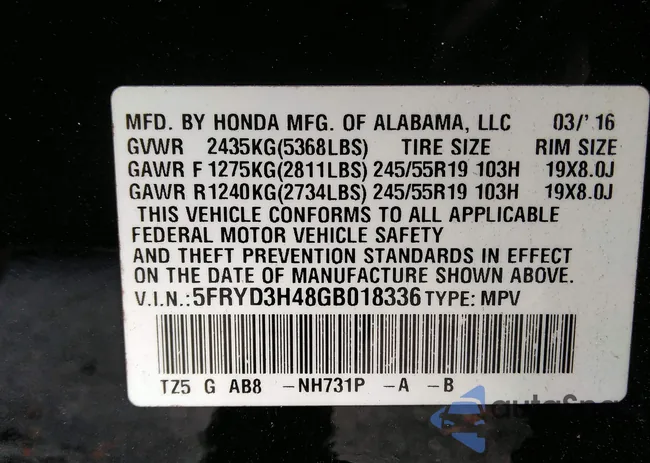 MFD. BY HONDA MFG. OF ALABAMA, LLC 03/'16
GVWR 2435KG(5368LBS) TIRE SIZE RIM SIZE
GAWR F 1275KG(2811LBS) 245/55R19 103H 19X8.0J
GAWR R 1240KG(2734LBS) 245/55R19 103H 19X8.0J
THIS VEHICLE CONFORMS TO ALL APPLICABLE
FEDERAL MOTOR VEHICLE SAFETY
AND THEFT PREVENTION STANDARDS IN EFFECT
ON THE DATE OF MANUFACTURE SHOWN ABOVE.
V.I.N.:5FRYD3H48GB018336 TYPE: MPV
TZ5 G AB8 -NH731P -A -B